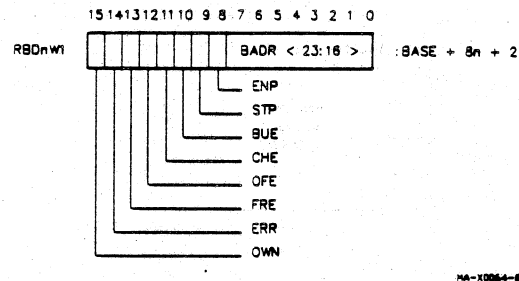 15 14 13 12 11 10 9 8 7 6 5 4 3 2 1 0
RBDnW1 BADR < 23:16 > :BASE + 8n + 2
ENP
STP
BUE
CHE
OFE
FRE
ERR
OWN